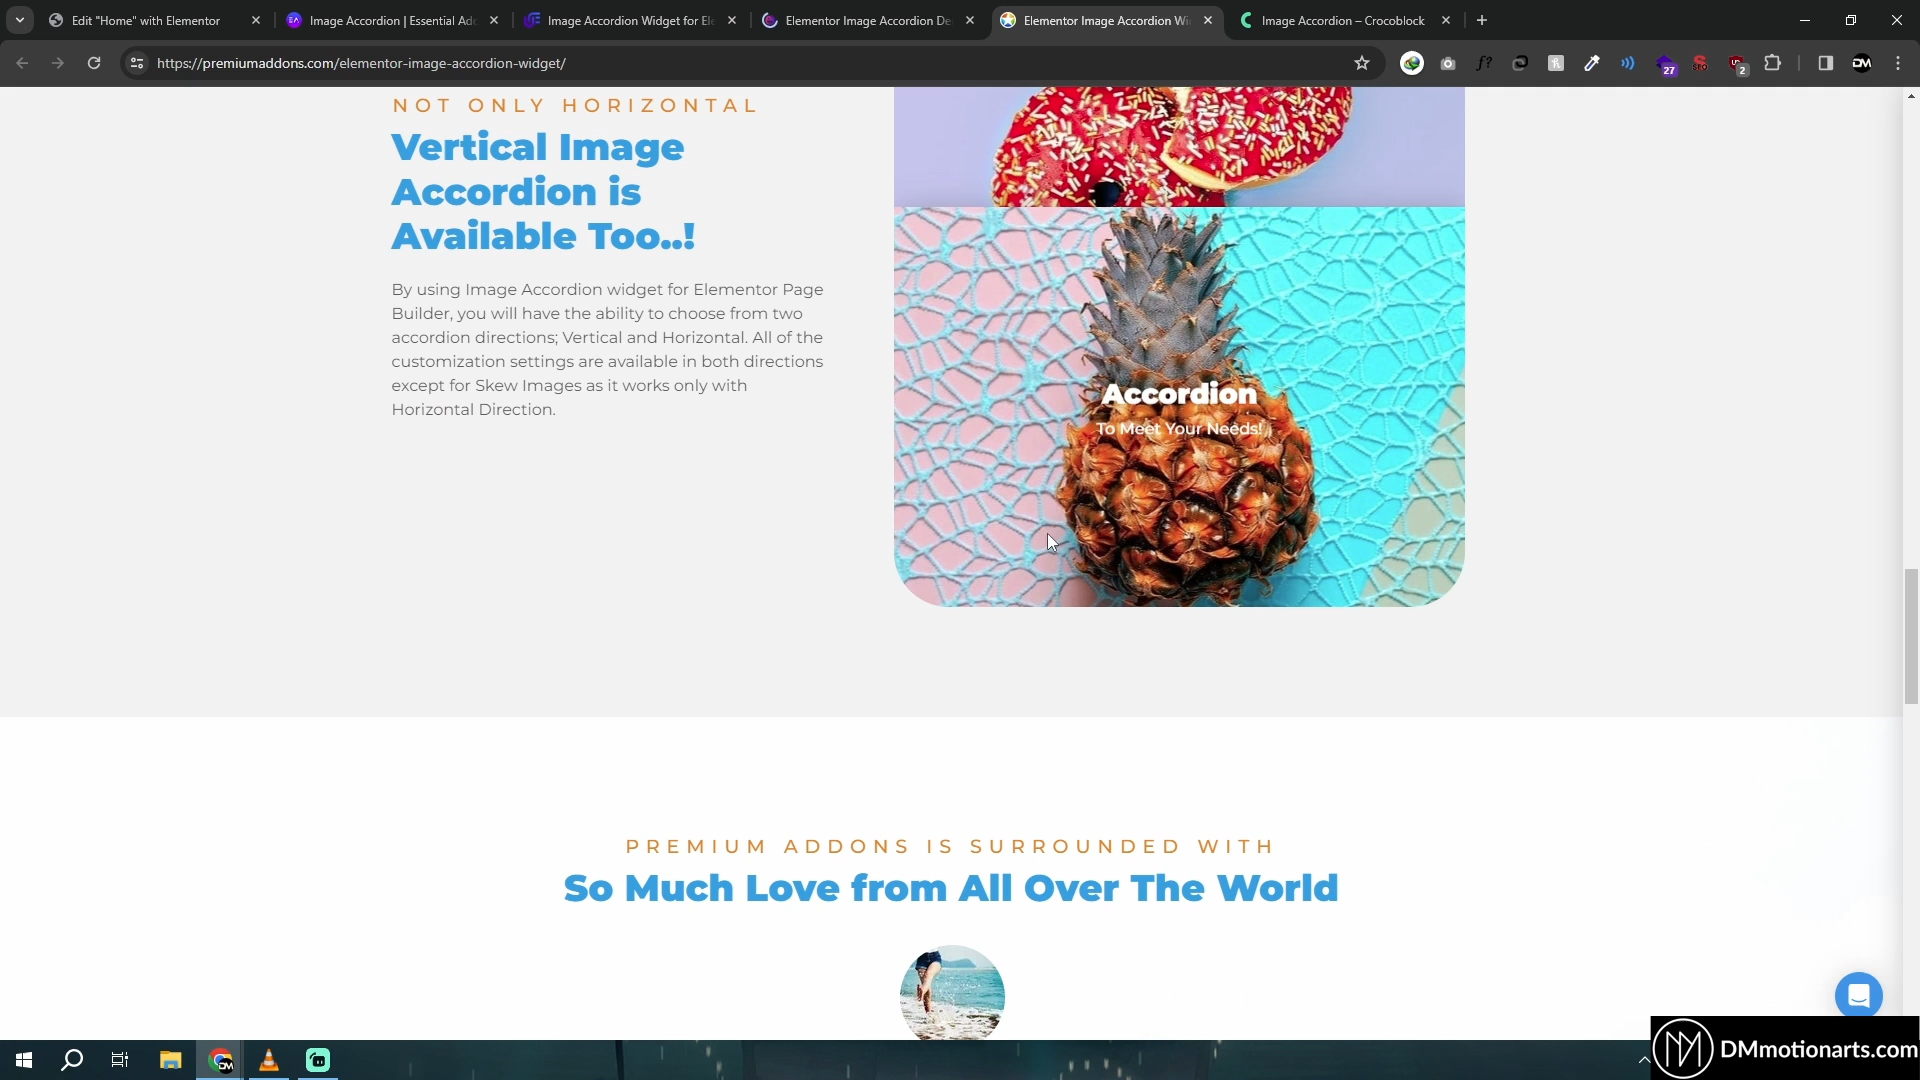 Edit "Home" with Elementor
Image Accordion | Essential Ad
Image Accordion Widget for Ele
Elementor Image Accordion De
Elementor Image Accordion Wi
Image Accordion – Crocoblock
https://premiumaddons.com/elementor-image-accordion-widget/
27
2
NOT ONLY HORIZONTAL
Vertical Image
Accordion is
Available Too..!
By using Image Accordion widget for Elementor Page
Builder, you will have the ability to choose from two
accordion directions; Vertical and Horizontal. All of the
customization settings are available in both directions
except for Skew Images as it works only with
Horizontal Direction.
Accordion
To Meet Your Needs!
PREMIUM ADDONS IS SURROUNDED WITH
So Much Love from All Over The World
DMmotionarts.com